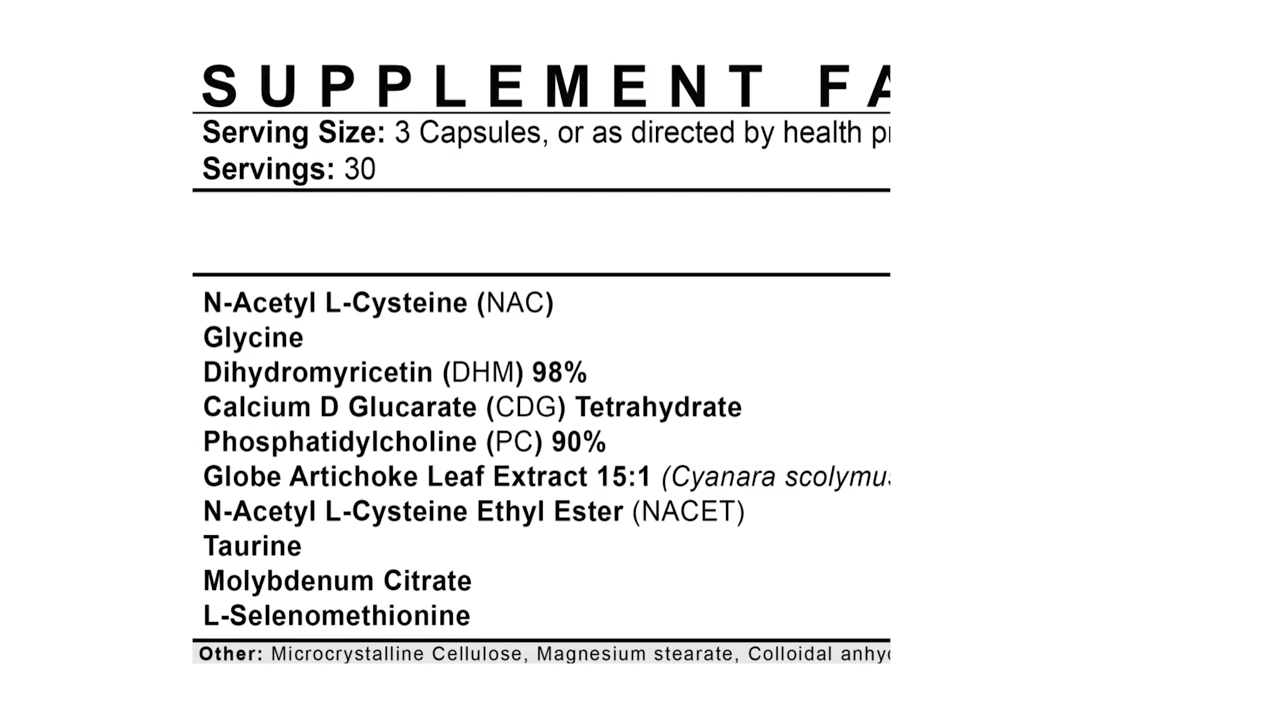 SUPPLEMENT
Serving Size: 3 Capsules, or as directed by health
Servings: 30
N-Acetyl L-Cysteine (NAC)
Glycine
Dihydromyricetin (DHM) 98%
Calcium D Glucarate (CDG) Tetrahydrate
Phosphatidylcholine (PC) 90%
Globe Artichoke Leaf Extract 15:1 (Cyanara
N-Acetyl L-Cysteine Ethyl Ester (NACET)
Taurine
Molybdenum Citrate
L-Selenomethionine
Other: Microcrystalline Cellulose, Magnesium stearate, Colloidal